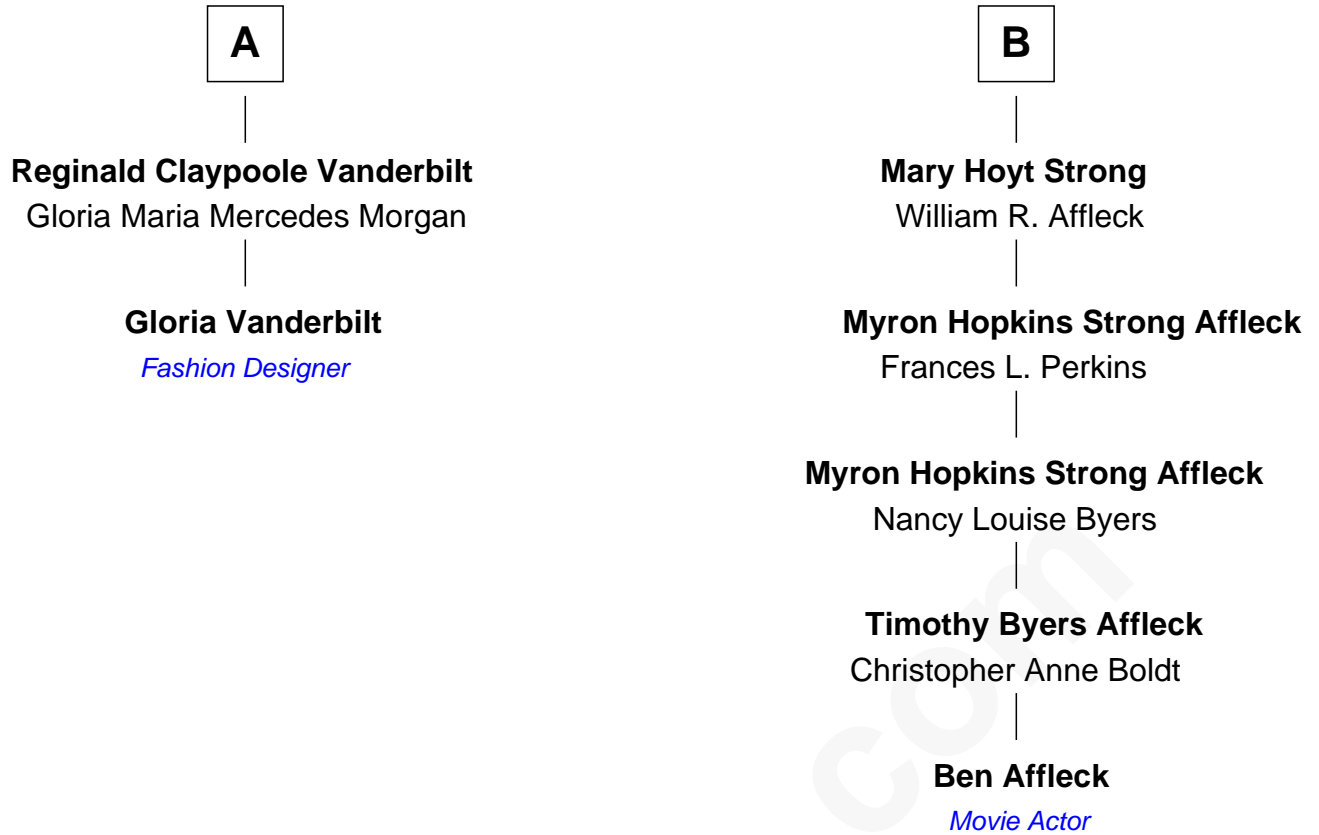 A
Reginald Claypoole Vanderbilt
Gloria Maria Mercedes Morgan
Gloria Vanderbilt
Fashion Designer
B
Mary Hoyt Strong
William R. Affleck
Myron Hopkins Strong Affleck
Frances L. Perkins
Myron Hopkins Strong Affleck
Nancy Louise Byers
Timothy Byers Affleck
Christopher Anne Boldt
Ben Affleck
Movie Actor
com